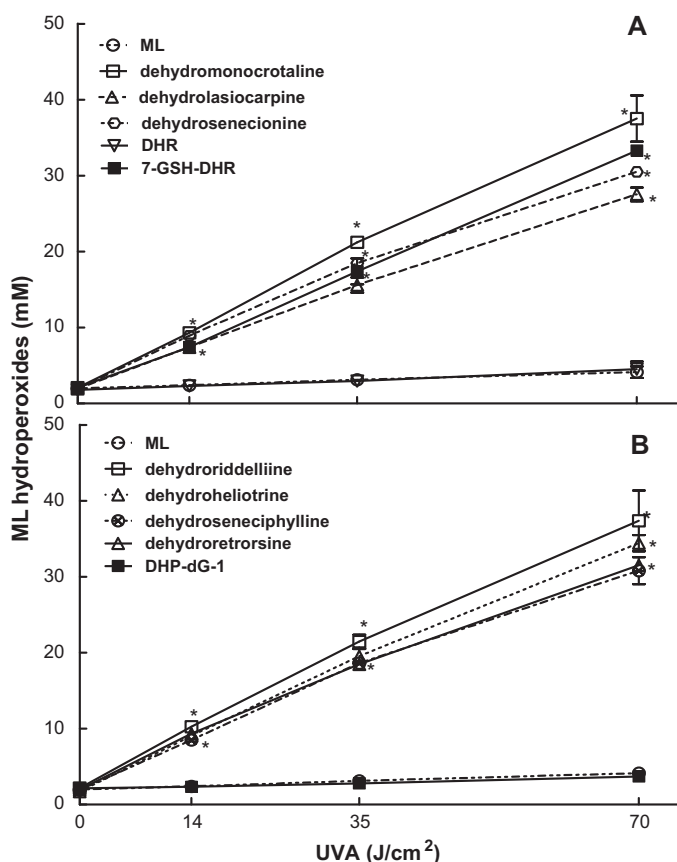 50
A
ML
dehydromonocrotaline
dehydrolasiocarpine
dehydrosenecionine
DHR
7-GSH-DHR
40
30
20
10
0
* * * * * * * * *
ML hydroperoxides (mM)
50
B
ML
dehydroriddelliine
dehydroheliotrine
dehydroseneciphylline
dehydroretrorsine
DHP-dG-1
40
30
20
10
0
* * * * * * *
0 14 35 70
UVA (J/cm²)